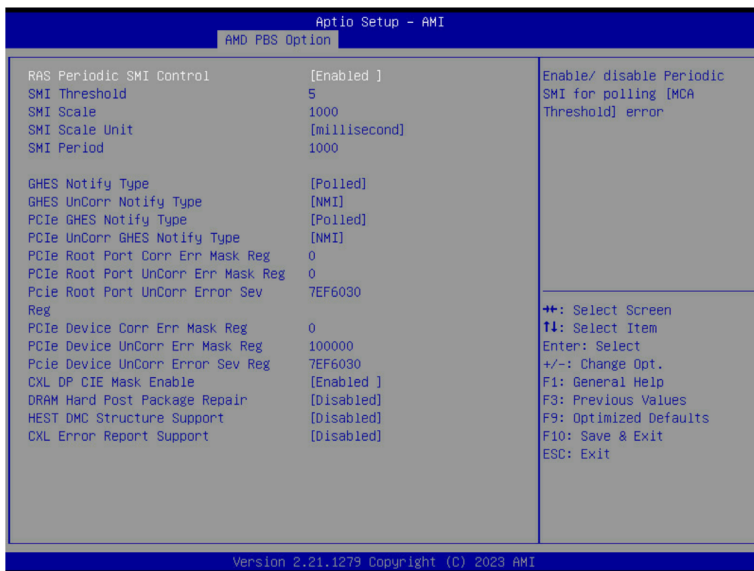 Aptio Setup – AMI
AMD PBS Option
RAS Periodic SMI Control [Enabled ]
SMI Threshold 5
SMI Scale 1000
SMI Scale Unit [millisecond]
SMI Period 1000
GHES Notify Type [Polled]
GHES UnCorr Notify Type [NMI]
PCIe GHES Notify Type [Polled]
PCIe UnCorr GHES Notify Type [NMI]
PCIe Root Port Corr Err Mask Reg 0
PCIe Root Port UnCorr Err Mask Reg 0
Pcie Root Port UnCorr Error Sev 7EF6030
Reg
PCIe Device Corr Err Mask Reg 0
PCIe Device UnCorr Err Mask Reg 100000
Pcie Device UnCorr Error Sev Reg 7EF6030
CXL DP CIE Mask Enable [Enabled ]
DRAM Hard Post Package Repair [Disabled]
HEST DMC Structure Support [Disabled]
CXL Error Report Support [Disabled]
Enable/ disable Periodic
SMI for polling [MCA
Threshold] error
→←: Select Screen
↑↓: Select Item
Enter: Select
+/-: Change Opt.
F1: General Help
F3: Previous Values
F9: Optimized Defaults
F10: Save & Exit
ESC: Exit
Version 2.21.1279 Copyright (C) 2023 AMI